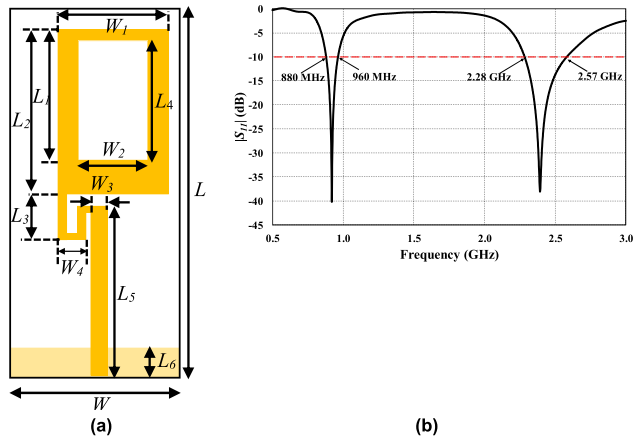 W1
L1
L2
L4
W2
W3
L3
W4
L5
L6
L
W
(a)
|S11| (dB)
0
-5
-10
-15
-20
-25
-30
-35
-40
-45
880 MHz
960 MHz
2.28 GHz
2.57 GHz
0.5 1.0 1.5 2.0 2.5 3.0
Frequency (GHz)
(b)